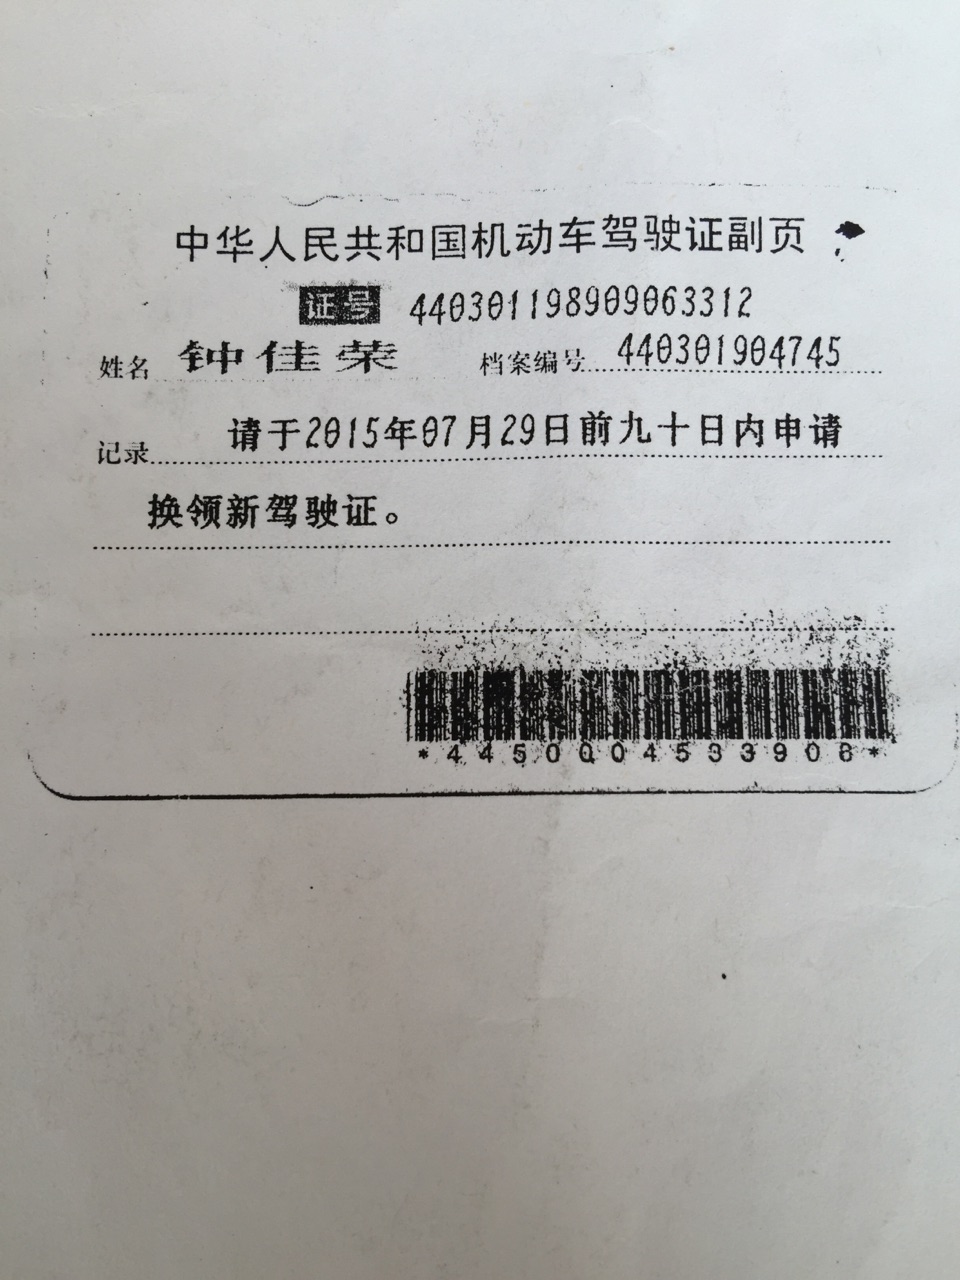 中华人民共和国机动车驾驶证副页
证号 440301198909063312
姓名 钟佳荣 档案编号 440301904745
记录 请于2015年07月29日前九十日内申请
换领新驾驶证。
*4450004533908*